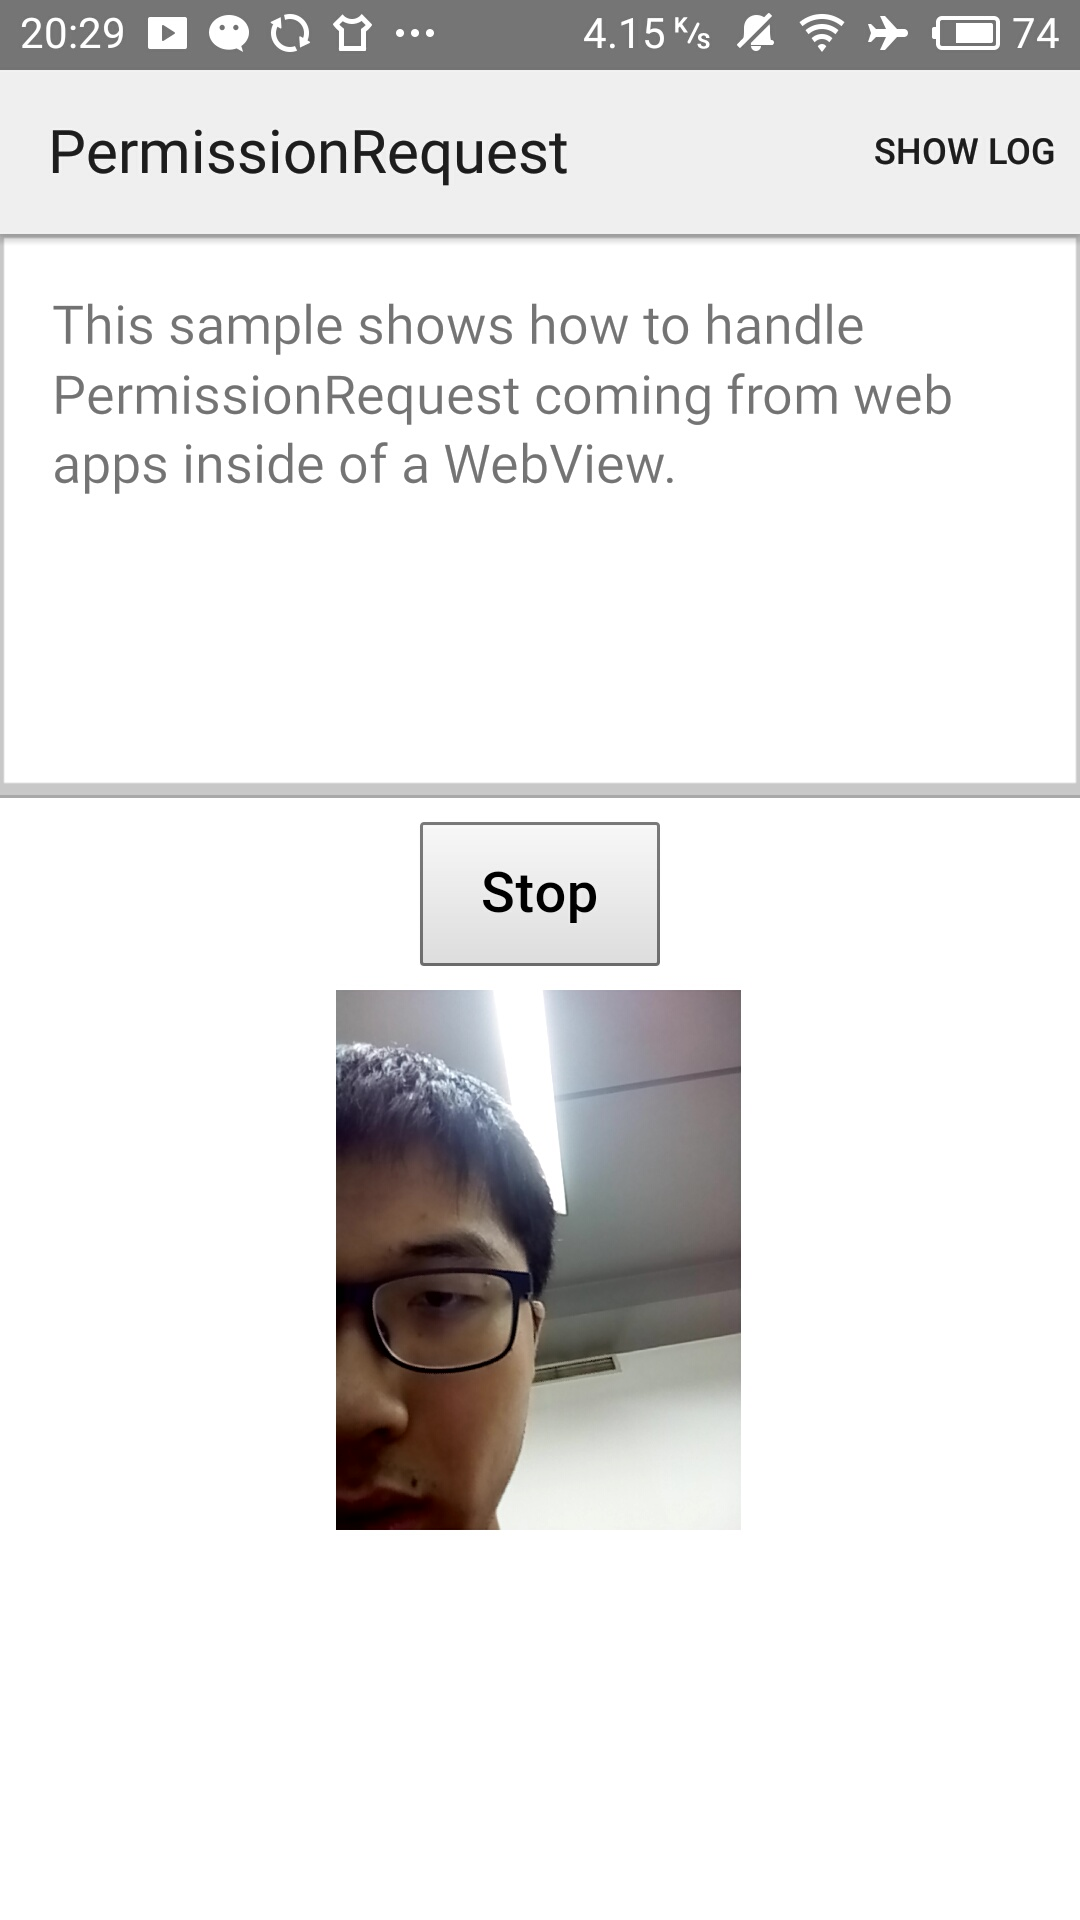 20:29 4.15 K/s 74
PermissionRequest SHOW LOG
This sample shows how to handle
PermissionRequest coming from web
apps inside of a WebView.
Stop